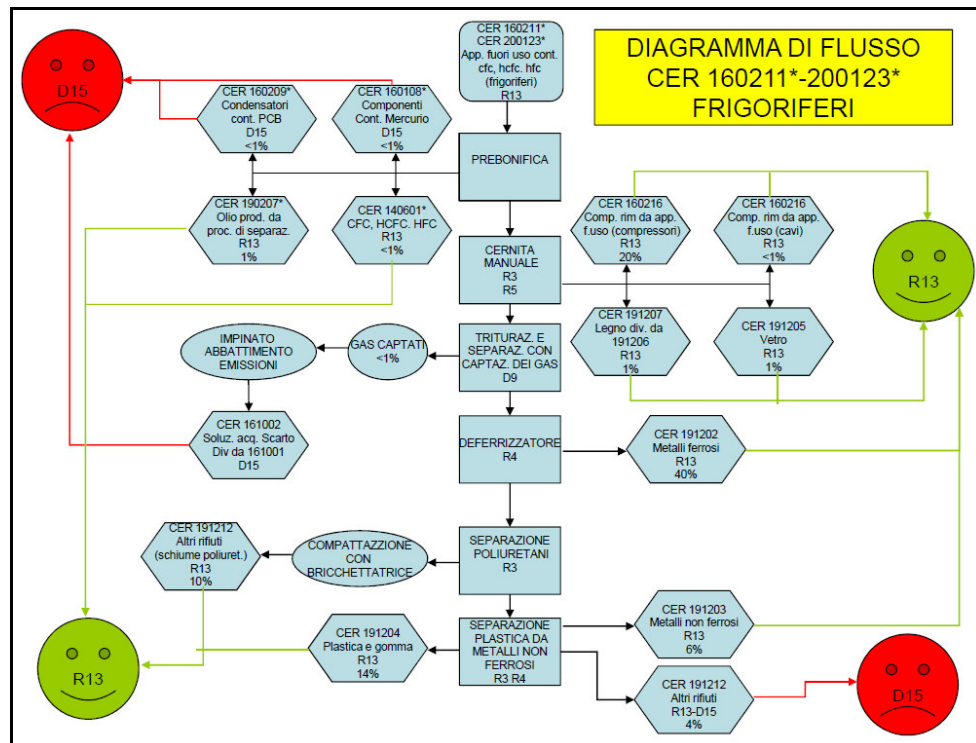 DIAGRAMMA DI FLUSSO
CER 160211*-200123*
FRIGORIFERI
CER 160211*
CER 200123*
App. fuori uso cont.
cfc, hcfc. hfc
(frigoriferi)
R13
D15
CER 160209*
Condensatori
cont. PCB
D15
<1%
CER 160108*
Componenti
Cont. Mercurio
D15
<1%
PREBONIFICA
CER 190207*
Olio prod. da
proc. di separaz.
R13
1%
CER 140601*
CFC, HCFC. HFC
R13
<1%
CER 160216
Comp. rim da app.
f.uso (compressori)
R13
20%
CER 160216
Comp. rim da app.
f.uso (cavi)
R13
<1%
R13
CERNITA
MANUALE
R3
R5
CER 191207
Legno div. da
191206
R13
1%
CER 191205
Vetro
R13
1%
IMPINATO
ABBATTIMENTO
EMISSIONI
GAS CAPTATI
<1%
TRITURAZ. E
SEPARAZ. CON
CAPTAZ. DEI GAS
D9
CER 161002
Soluz. acq. Scarto
Div da 161001
D15
DEFERRIZZATORE
R4
CER 191202
Metalli ferrosi
R13
40%
CER 191212
Altri rifiuti
(schiume poliuret.)
R13
10%
COMPATTAZZIONE
CON
BRICCHETTATRICE
SEPARAZIONE
POLIURETANI
R3
R13
CER 191204
Plastica e gomma
R13
14%
SEPARAZIONE
PLASTICA DA
METALLI NON
FERROSI
R3 R4
CER 191203
Metalli non ferrosi
R13
6%
CER 191212
Altri rifiuti
R13-D15
4%
D15